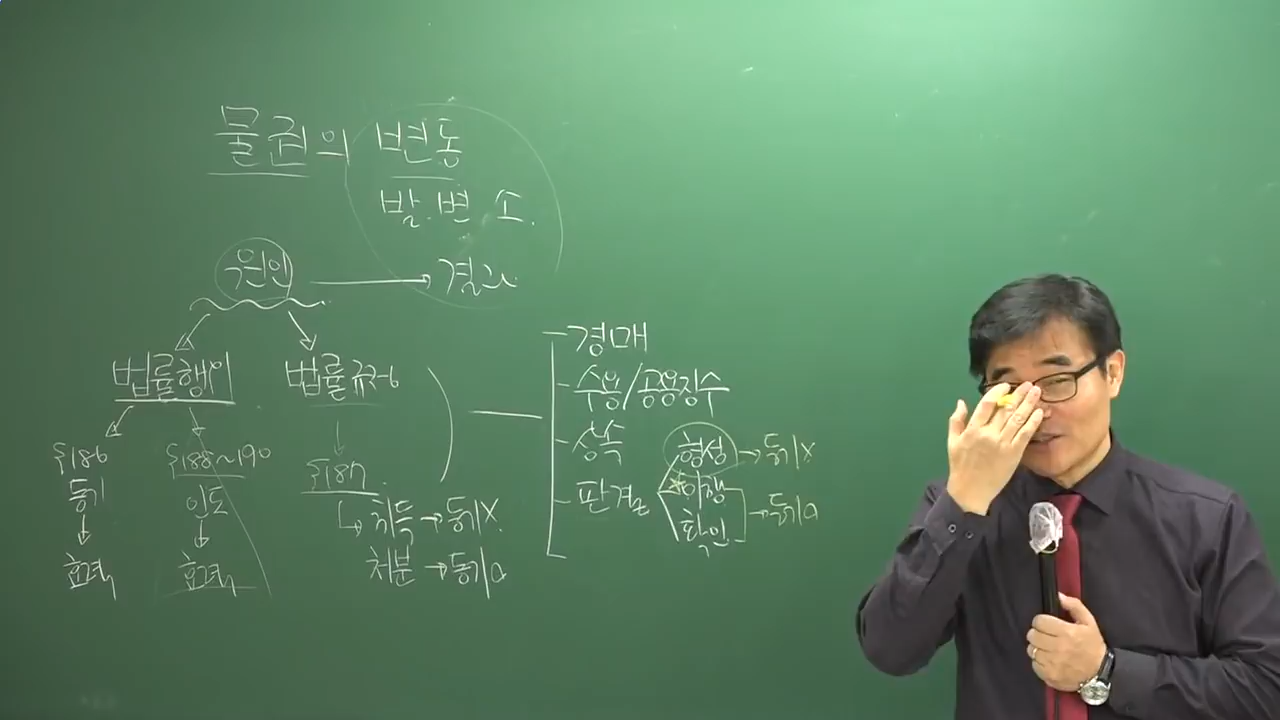 물권의 변동
발.변.소.
원인 → 결과
법률행위
법률규정
§186
등기
↓
효력
§188~190
인도
↓
효력
§187
↳ 취득 → 등기X
처분 → 등기O
경매
수용/공용징수
상속
판결
형성 → 등기X
이행
확인
→ 등기O